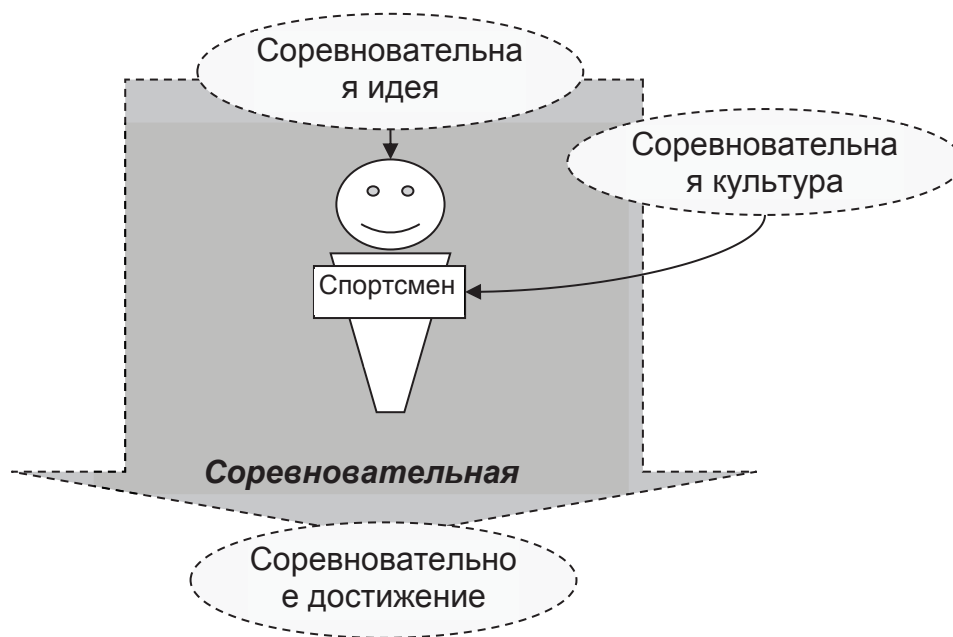 Соревновательна
я идея
Соревновательна
я культура
Спортсмен
Соревновательная
Соревновательно
е достижение